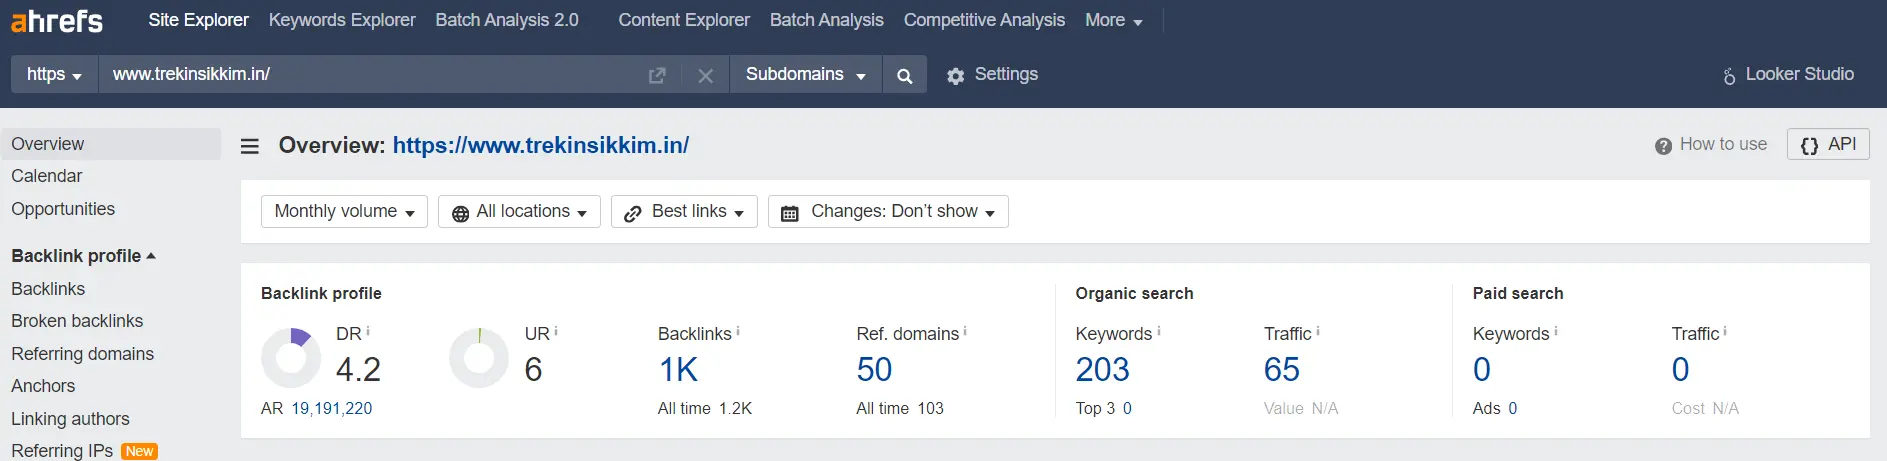 ahrefs Site Explorer Keywords Explorer Batch Analysis 2.0 Content Explorer Batch Analysis Competitive Analysis More
https www.trekinsikkim.in/ Subdomains Settings Looker Studio
Overview
Calendar
Opportunities
Backlink profile
Backlinks
Broken backlinks
Referring domains
Anchors
Linking authors
Referring IPs New
Overview: https://www.trekinsikkim.in/ How to use API
Monthly volume All locations Best links Changes: Don't show
Backlink profile
DR UR Backlinks Ref. domains
4.2 6 1K 50
AR 19,191,220 All time 1.2K All time 103
Organic search
Keywords Traffic
203 65
Top 3 0 Value N/A
Paid search
Keywords Traffic
0 0
Ads 0 Cost N/A